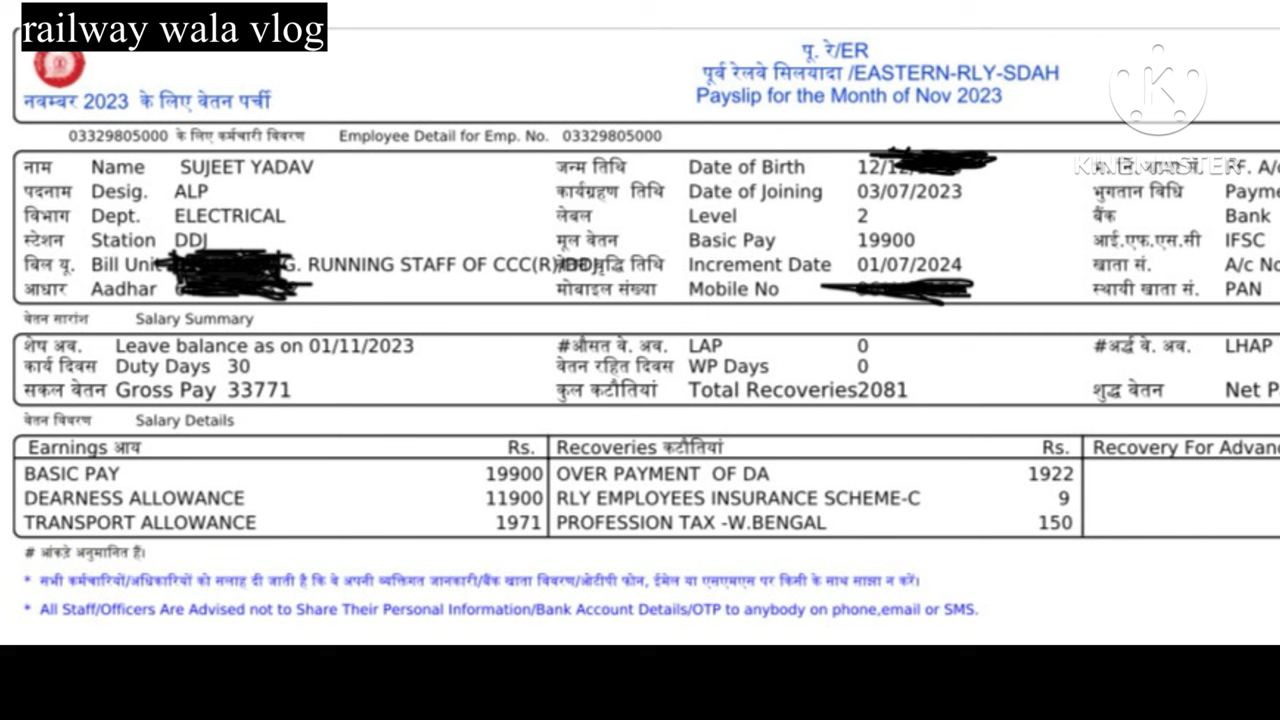 railway wala vlog
पू. रे/ER
पूर्व रेलवे सियालदा /EASTERN-RLY-SDAH
नवम्बर 2023 के लिए वेतन पर्ची
Payslip for the Month of Nov 2023
KINEMASTER
03329805000 के लिए कर्मचारी विवरण Employee Detail for Emp. No. 03329805000
नाम Name SUJEET YADAV जन्म तिथि Date of Birth 12/12 PF. A/c
पदनाम Desig. ALP कार्यग्रहण तिथि Date of Joining 03/07/2023 भुगतान विधि Payme
विभाग Dept. ELECTRICAL लेबल Level 2 बैंक Bank
स्टेशन Station DDJ मूल वेतन Basic Pay 19900 आई.एफ.एस.सी IFSC
बिल यू. Bill Unit G. RUNNING STAFF OF CCC(R)/DDJ वृद्धि तिथि Increment Date 01/07/2024 खाता सं. A/c No
आधार Aadhar मोबाइल संख्या Mobile No स्थायी खाता सं. PAN
वेतन सारांश Salary Summary
शेष अव. Leave balance as on 01/11/2023 #औसत वे. अव. LAP 0 #अर्द्ध वे. अव. LHAP
कार्य दिवस Duty Days 30 वेतन रहित दिवस WP Days 0
सकल वेतन Gross Pay 33771 कुल कटौतियां Total Recoveries2081 शुद्ध वेतन Net P
वेतन विवरण Salary Details
Earnings आय Rs. Recoveries कटौतियां Rs. Recovery For Advan
BASIC PAY 19900 OVER PAYMENT OF DA 1922
DEARNESS ALLOWANCE 11900 RLY EMPLOYEES INSURANCE SCHEME-C 9
TRANSPORT ALLOWANCE 1971 PROFESSION TAX -W.BENGAL 150
# आंकड़े अनुमानित हैं।
* सभी कर्मचारियों/अधिकारियों को सलाह दी जाती है कि वे अपनी व्यक्तिगत जानकारी/बैंक खाता विवरण/ओटीपी फोन, ईमेल या एसएमएस पर किसी के साथ साझा न करें।
* All Staff/Officers Are Advised not to Share Their Personal Information/Bank Account Details/OTP to anybody on phone,email or SMS.